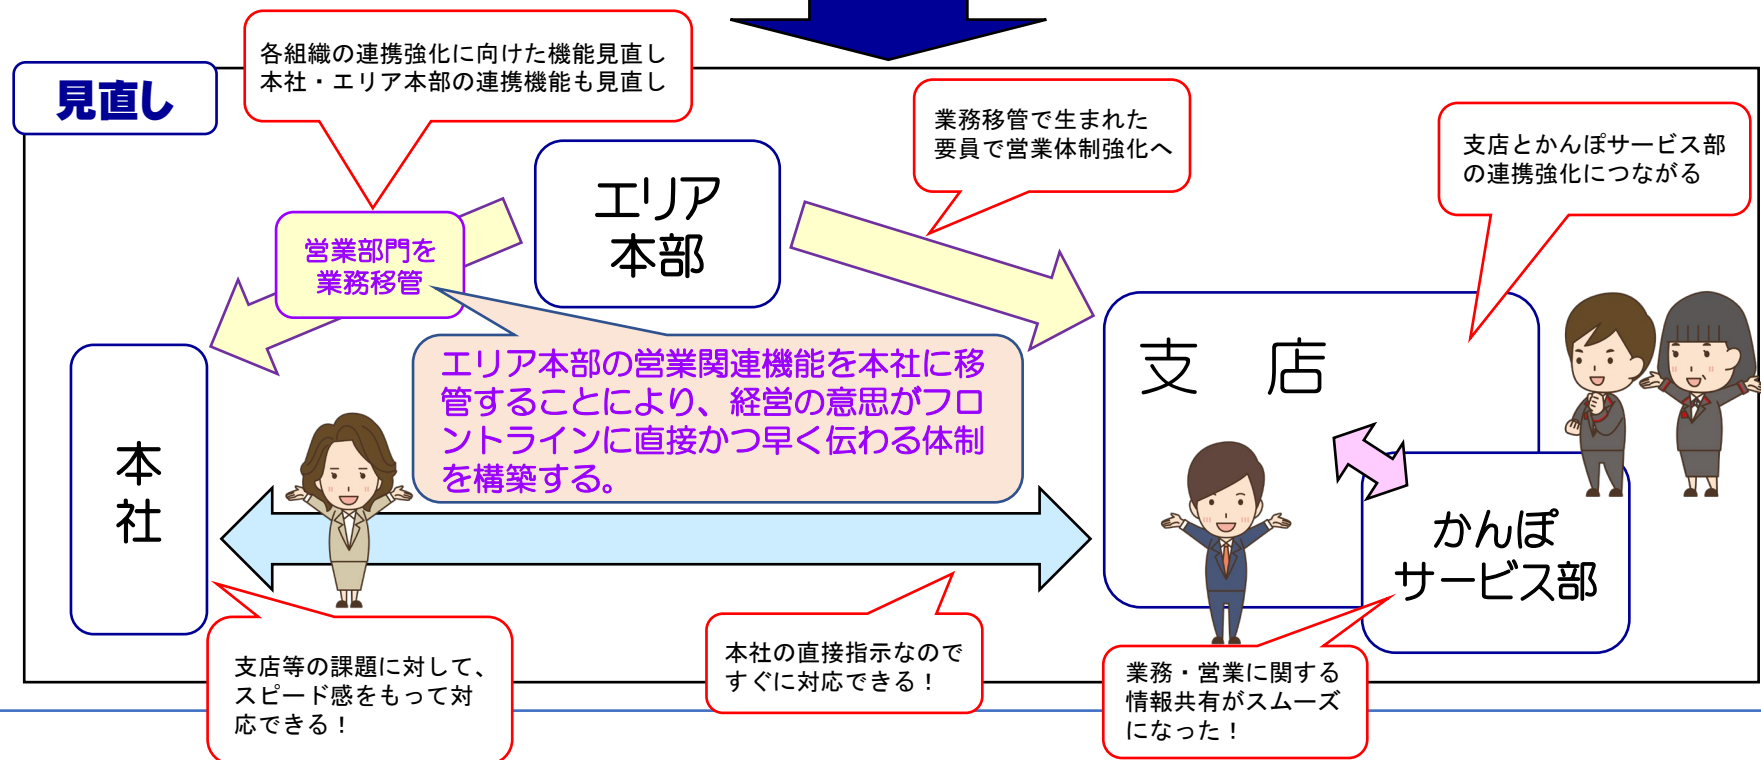 各組織の連携強化に向けた機能見直し
本社・エリア本部の連携機能も見直し
見直し
業務移管で生まれた
要員で営業体制強化へ
支店とかんぽサービス部
の連携強化につながる
エリア
本部
営業部門を
業務移管
エリア本部の営業関連機能を本社に移
管することにより、経営の意思がフロ
ントラインに直接かつ早く伝わる体制
を構築する。
支 店
本
社
かんぽ
サービス部
支店等の課題に対して、
スピード感をもって対
応できる！
本社の直接指示なので
すぐに対応できる！
業務・営業に関する
情報共有がスムーズ
になった！